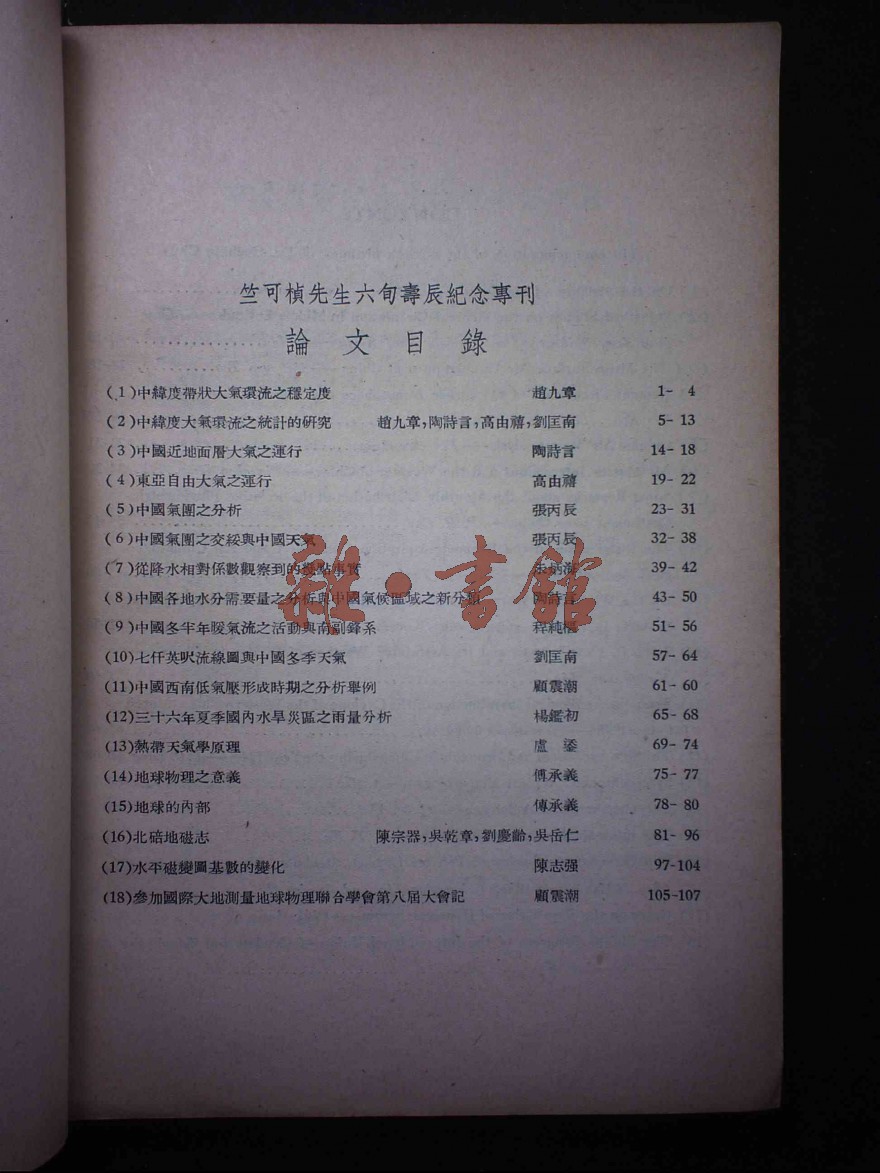 竺可楨先生六旬壽辰紀念專刊
論文目錄
(1)中緯度帶狀大氣環流之穩定度 趙九章 1- 4
(2)中緯度大氣環流之統計的研究 趙九章,陶詩言,高由禧,劉匡南 5- 13
(3)中國近地面層大氣之運行 陶詩言 14- 18
(4)東亞自由大氣之運行 高由禧 19- 22
(5)中國氣團之分析 張丙辰 23- 31
(6)中國氣團之交綏與中國天氣 張丙辰 32- 38
(7)從降水相對係數觀察到的幾點事實 朱炳海 39- 42
(8)中國各地水分需要量之分析與中國氣候區域之新分類 陶詩言 43- 50
(9)中國冬半年暖氣流之活動與南副鋒系 程純樞 51- 56
(10)七仟英呎流線圖與中國冬季天氣 劉匡南 57- 64
(11)中國西南低氣壓形成時期之分析舉例 顧震潮 61- 60
(12)三十六年夏季國內水旱災區之雨量分析 楊鑑初 65- 68
(13)熱帶天氣學原理 盧鋈 69- 74
(14)地球物理之意義 傅承義 75- 77
(15)地球的內部 傅承義 78- 80
(16)北碚地磁志 陳宗器,吳乾章,劉慶齡,吳岳仁 81- 96
(17)水平磁變圖基數的變化 陳志强 97-104
(18)參加國際大地測量地球物理聯合學會第八屆大會記 顧震潮 105-107
雜·書館